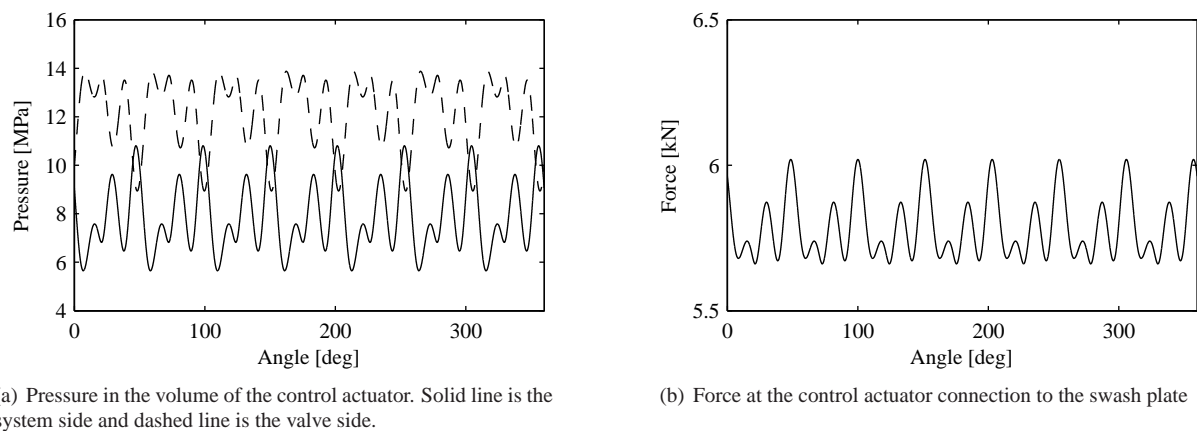 16
14
12
10
8
6
4
Pressure [MPa]
0 100 200 300
Angle [deg]
(a) Pressure in the volume of the control actuator. Solid line is the
system side and dashed line is the valve side.
6.5
6
5.5
Force [kN]
0 100 200 300
Angle [deg]
(b) Force at the control actuator connection to the swash plate